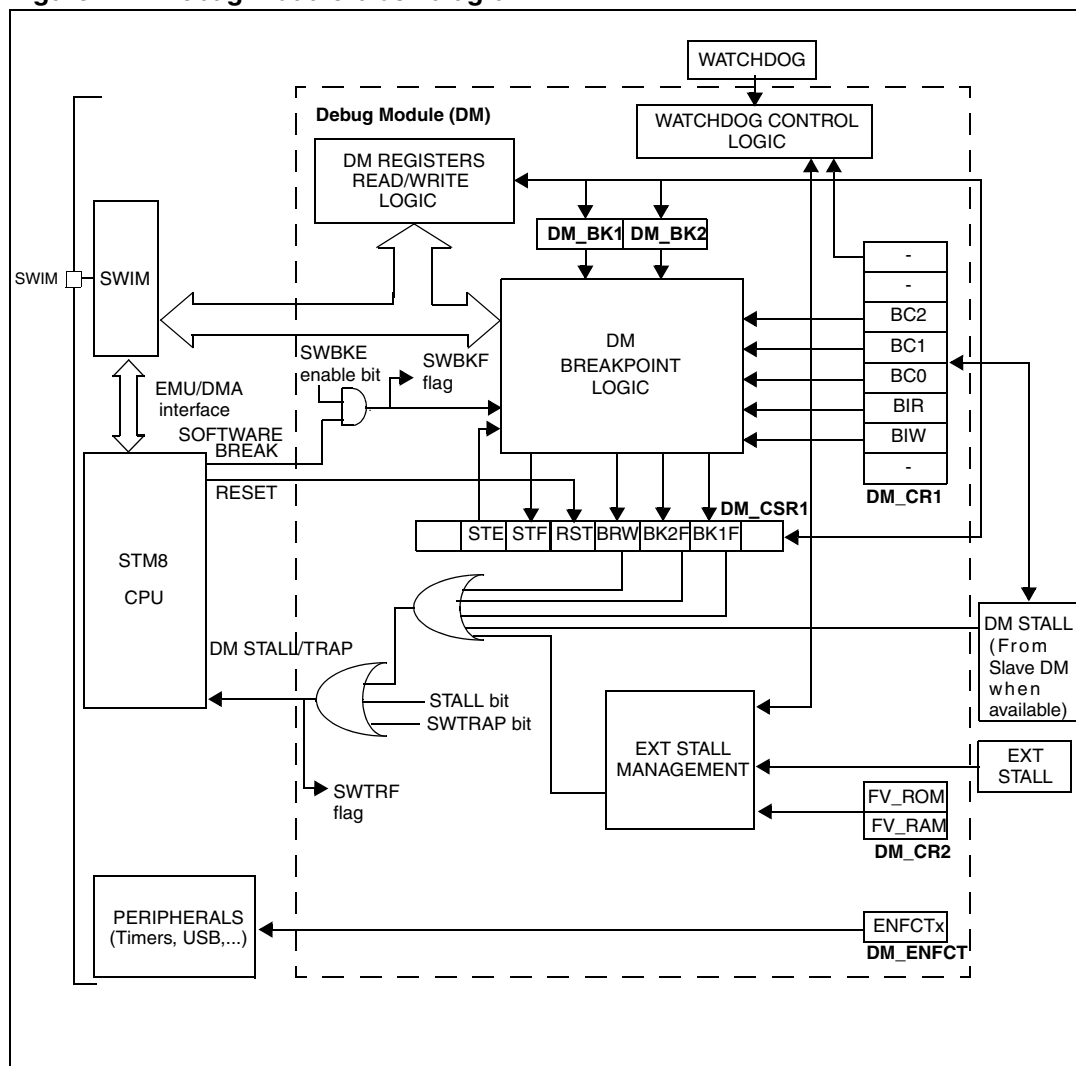 WATCHDOG
Debug Module (DM)
WATCHDOG CONTROL
LOGIC
DM REGISTERS
READ/WRITE
LOGIC
DM_BK1
DM_BK2
SWIM
SWIM
-
-
BC2
BC1
BC0
BIR
BIW
-
DM_CR1
DM
BREAKPOINT
LOGIC
SWBKE
enable bit
SWBKF
flag
EMU/DMA
interface
SOFTWARE
BREAK
RESET
DM_CSR1
STE
STF
RST
BRW
BK2F
BK1F
STM8
CPU
DM STALL/TRAP
STALL bit
SWTRAP bit
DM STALL
(From
Slave DM
when
available)
EXT STALL
MANAGEMENT
EXT
STALL
SWTRF
flag
FV_ROM
FV_RAM
DM_CR2
PERIPHERALS
(Timers, USB,...)
ENFCTx
DM_ENFCT